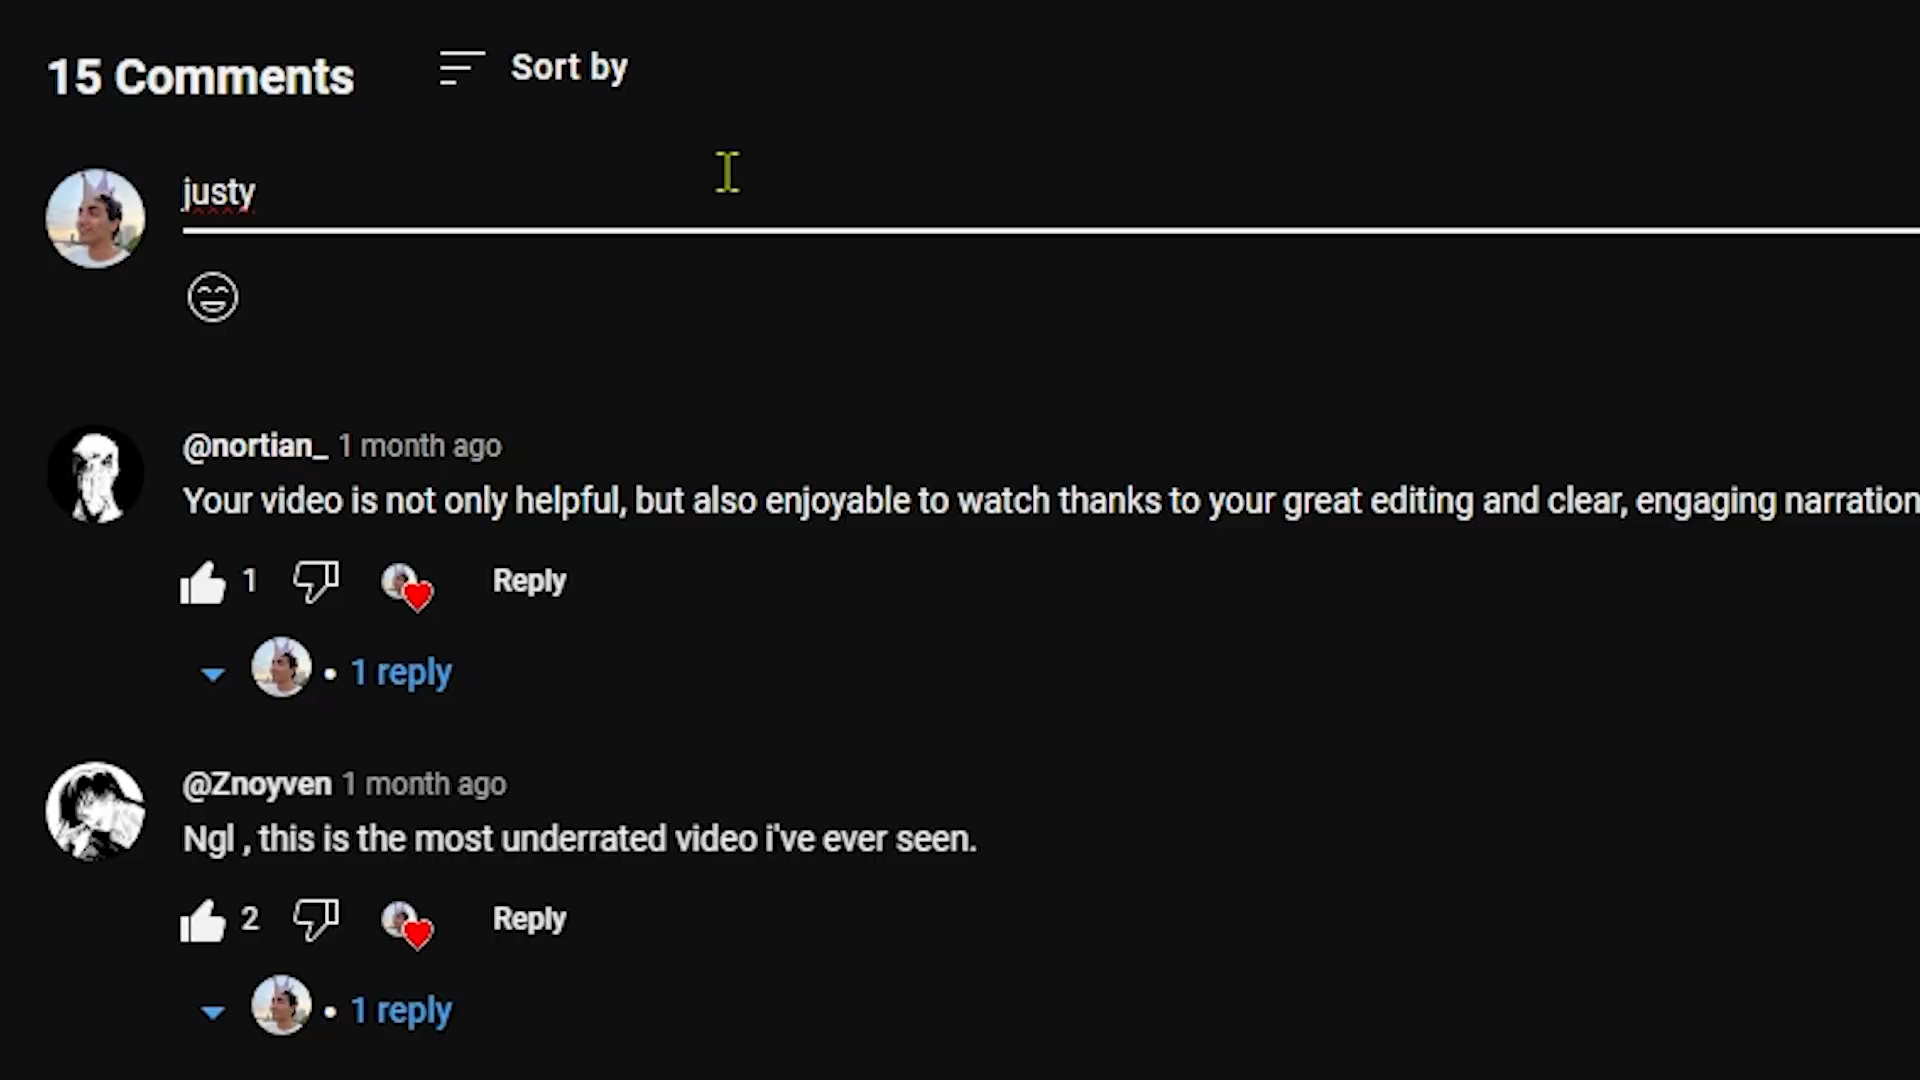 15 Comments
Sort by
justy
@nortian_ 1 month ago
Your video is not only helpful, but also enjoyable to watch thanks to your great editing and clear, engaging narration
1
Reply
• 1 reply
@Znoyven 1 month ago
Ngl , this is the most underrated video i've ever seen.
2
Reply
• 1 reply